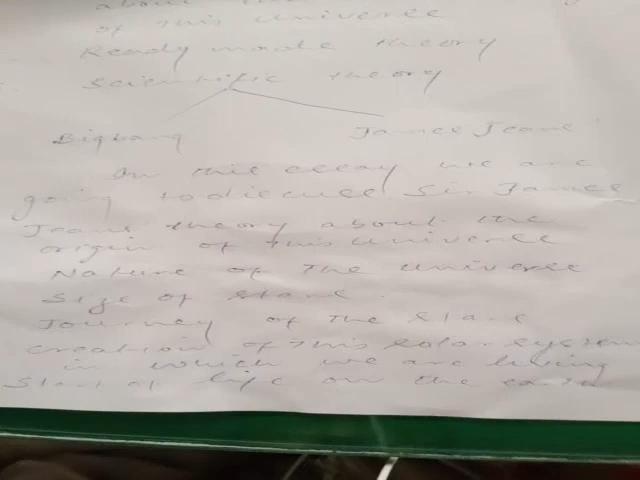 about the
of this universe
Ready made theory
Scientific theory
Bigbang James Jeans
In this essay we are
going to discuss Sir James
Jeans theory about the
origin of this universe
Nature of the universe
Size of stars
Journey of the stars
creation of this solar system
in which we are living
Start of life on the earth